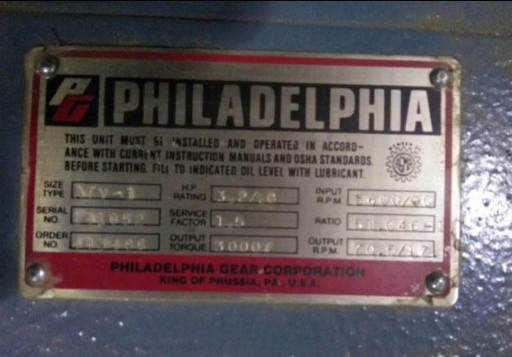 PG PHILADELPHIA
THIS UNIT MUST BE INSTALLED AND OPERATED IN ACCORD-
ANCE WITH CURRENT INSTRUCTION MANUALS AND OSHA STANDARDS.
BEFORE STARTING, FILL TO INDICATED OIL LEVEL WITH LUBRICANT.
SIZE TYPE H.P. RATING INPUT R.P.M.
SERIAL NO. SERVICE FACTOR 1.5 RATIO
ORDER NO. OUTPUT TORQUE OUTPUT R.P.M.
PHILADELPHIA GEAR CORPORATION
KING OF PRUSSIA, PA., U.S.A.